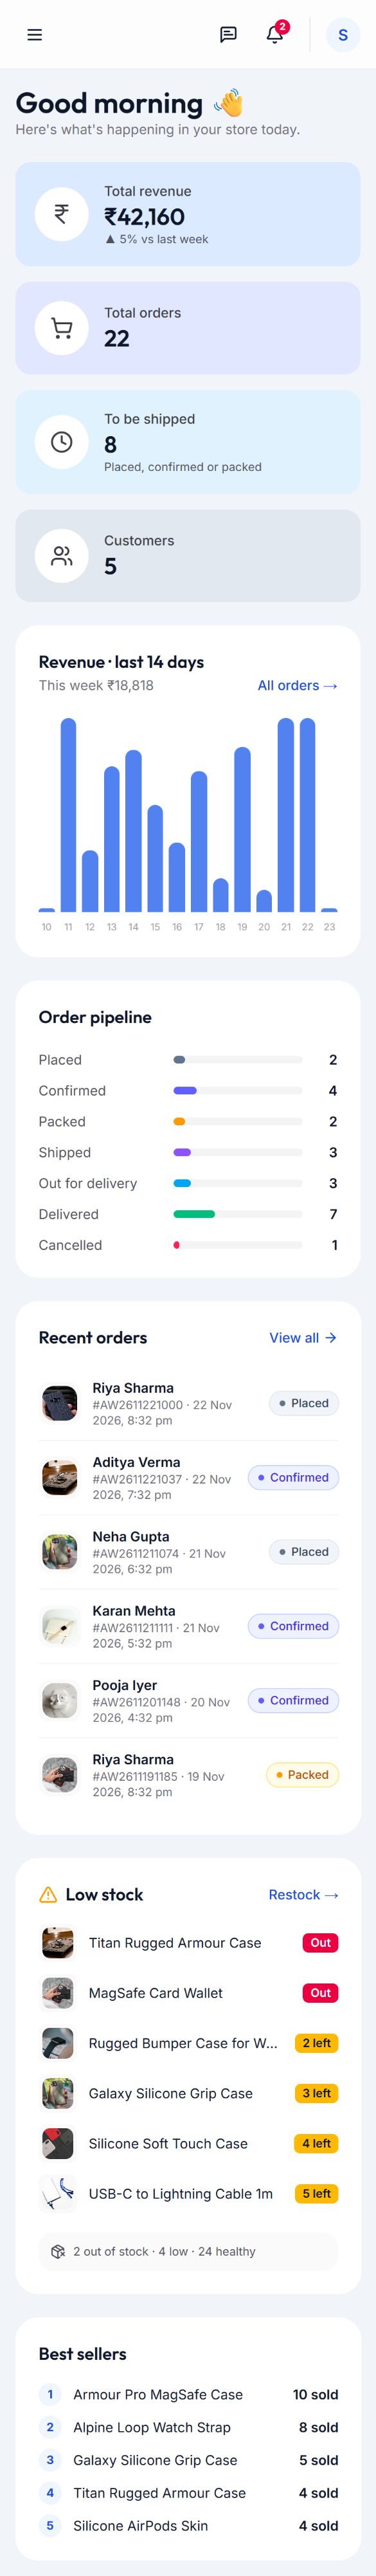 2
S
Good morning 👋
Here's what's happening in your store today.
Total revenue
₹42,160
▲ 5% vs last week
Total orders
22
To be shipped
8
Placed, confirmed or packed
Customers
5
Revenue · last 14 days
This week ₹18,818
All orders →
10 11 12 13 14 15 16 17 18 19 20 21 22 23
Order pipeline
Placed 2
Confirmed 4
Packed 2
Shipped 3
Out for delivery 3
Delivered 7
Cancelled 1
Recent orders
View all →
Riya Sharma
#AW2611221000 · 22 Nov
2026, 8:32 pm
Placed
Aditya Verma
#AW2611221037 · 22 Nov
2026, 7:32 pm
Confirmed
Neha Gupta
#AW2611211074 · 21 Nov
2026, 6:32 pm
Placed
Karan Mehta
#AW2611211111 · 21 Nov
2026, 5:32 pm
Confirmed
Pooja Iyer
#AW2611201148 · 20 Nov
2026, 4:32 pm
Confirmed
Riya Sharma
#AW2611191185 · 19 Nov
2026, 8:32 pm
Packed
Low stock
Restock →
Titan Rugged Armour Case Out
MagSafe Card Wallet Out
Rugged Bumper Case for W... 2 left
Galaxy Silicone Grip Case 3 left
Silicone Soft Touch Case 4 left
USB-C to Lightning Cable 1m 5 left
2 out of stock · 4 low · 24 healthy
Best sellers
1 Armour Pro MagSafe Case 10 sold
2 Alpine Loop Watch Strap 8 sold
3 Galaxy Silicone Grip Case 5 sold
4 Titan Rugged Armour Case 4 sold
5 Silicone AirPods Skin 4 sold